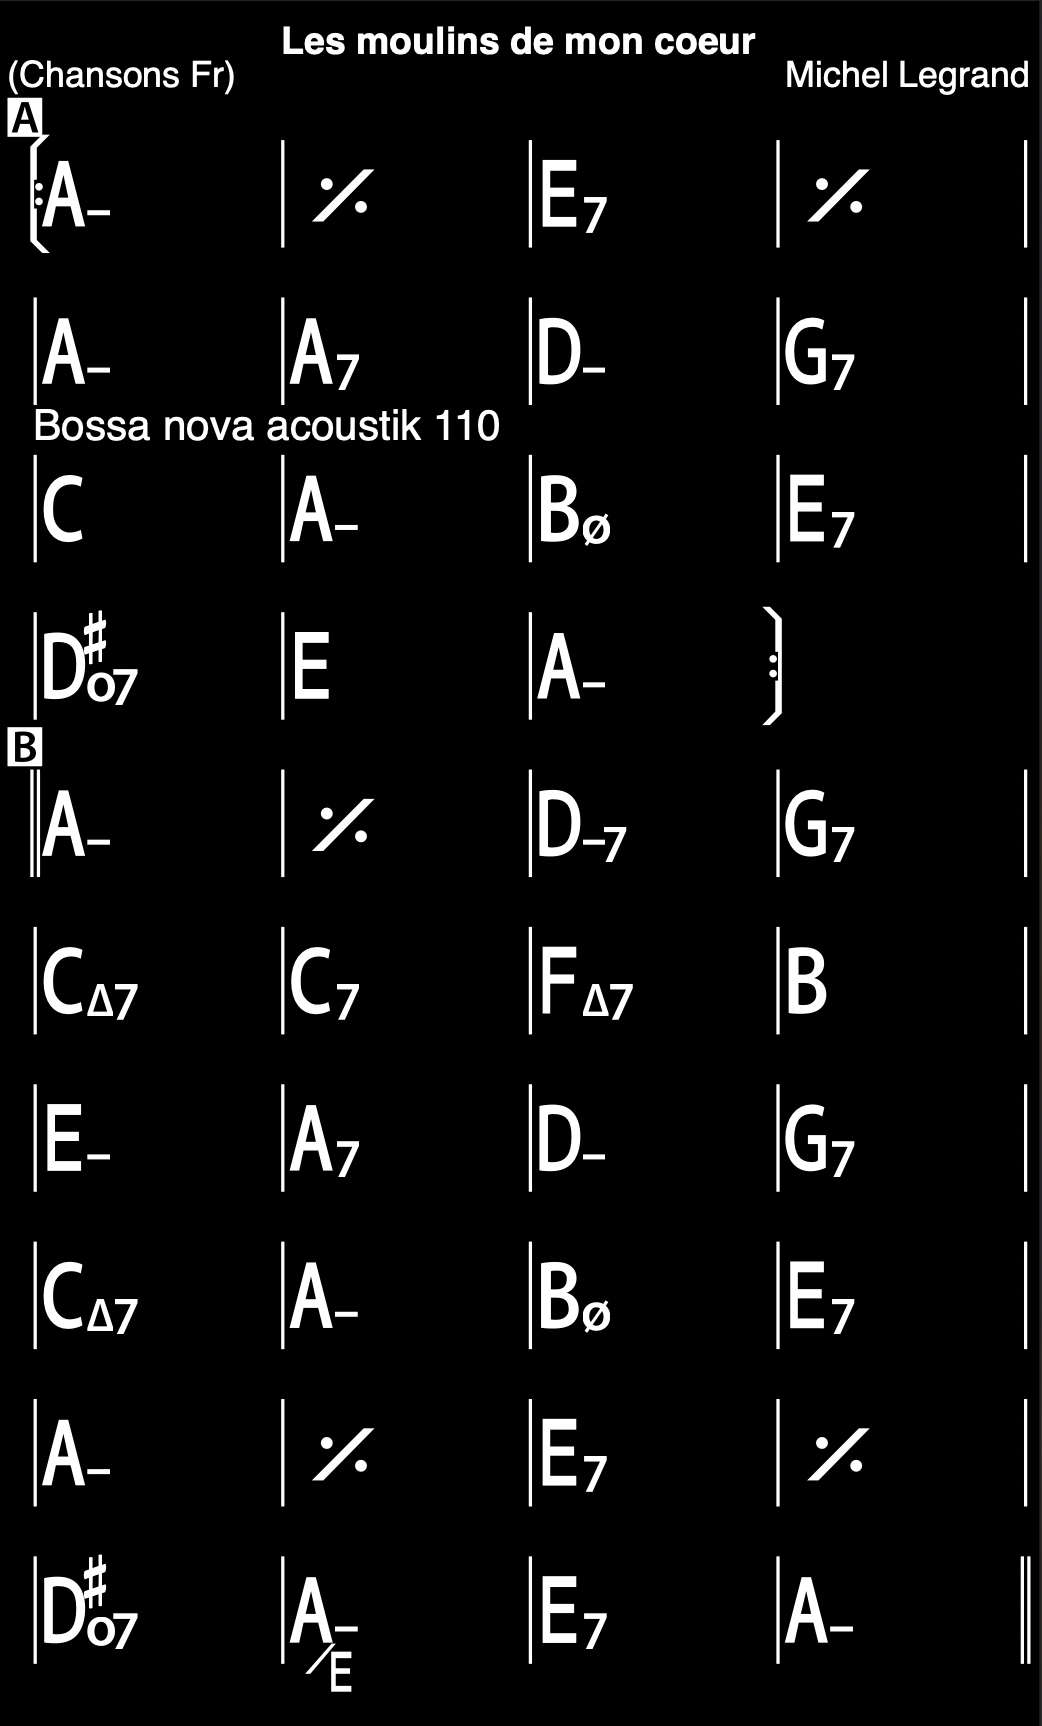 Les moulins de mon coeur
(Chansons Fr) Michel Legrand
A
A– | 𝄎 | E7 | 𝄎 |
A– | A7 | D– | G7 |
Bossa nova acoustik 110
C | A– | Bø | E7 |
D♯o7 | E | A–
B
A– | 𝄎 | D–7 | G7 |
CΔ7 | C7 | FΔ7 | B |
E– | A7 | D– | G7 |
CΔ7 | A– | Bø | E7 |
A– | 𝄎 | E7 | 𝄎 |
D♯o7 | A–/E | E7 | A–